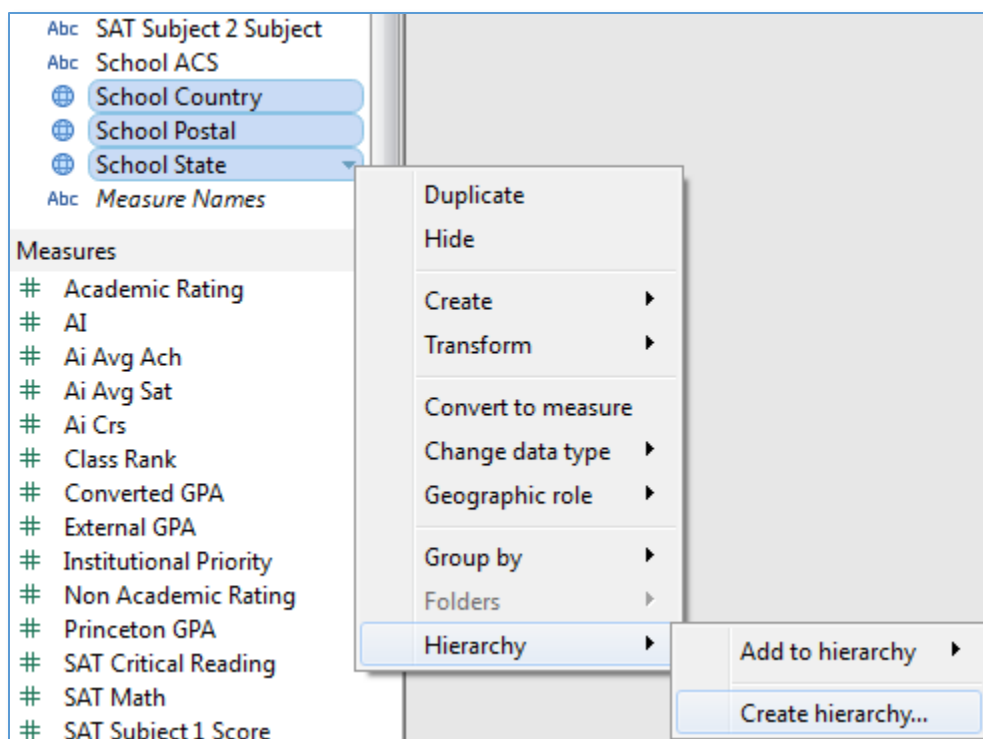 Abc SAT Subject 2 Subject
Abc School ACS
School Country
School Postal
School State
Abc Measure Names
Measures
# Academic Rating
# AI
# Ai Avg Ach
# Ai Avg Sat
# Ai Crs
# Class Rank
# Converted GPA
# External GPA
# Institutional Priority
# Non Academic Rating
# Princeton GPA
# SAT Critical Reading
# SAT Math
# SAT Subject 1 Score
Duplicate
Hide
Create
Transform
Convert to measure
Change data type
Geographic role
Group by
Folders
Hierarchy
Add to hierarchy
Create hierarchy...